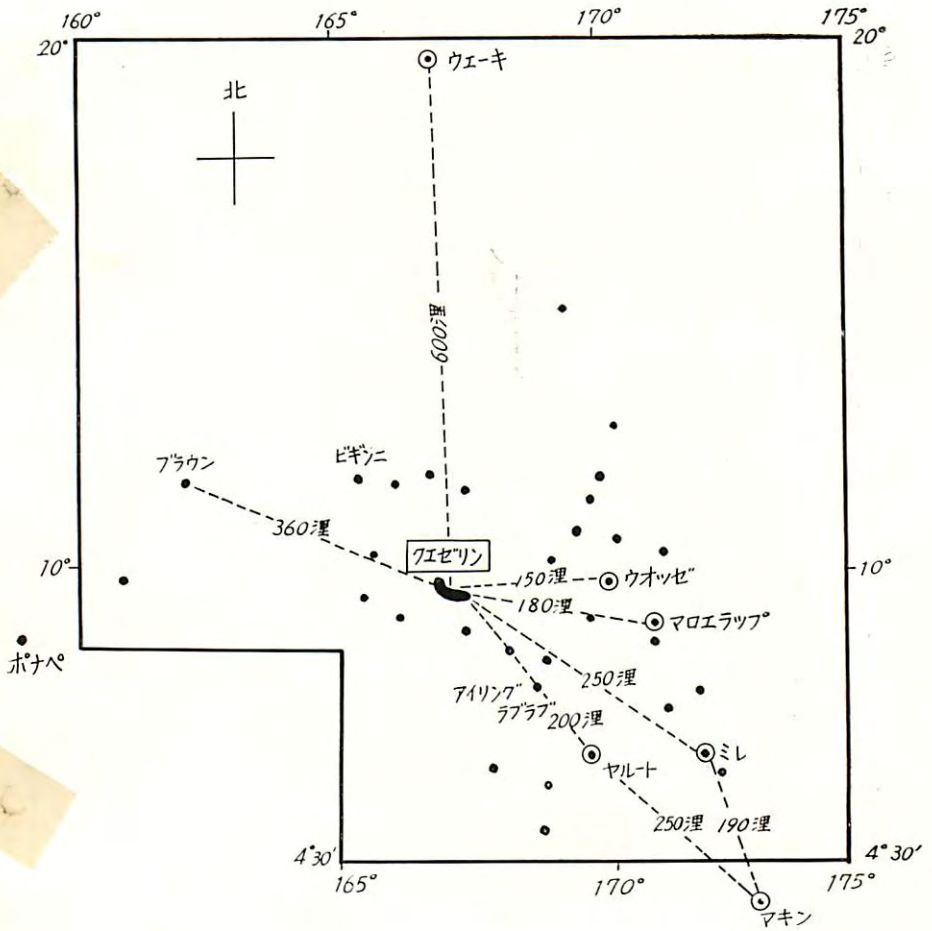 160°
165°
170°
175°
20°
20°
ウェーキ
北
600浬
ブラウン
ビギンニ
360浬
クエゼリン
10°
10°
150浬
ウオッゼ
180浬
マロエラップ
ポナペ
250浬
アイリング
ラブラブ
200浬
ミレ
ヤルート
250浬
190浬
4°30′
4°30′
165°
170°
175°
マキン